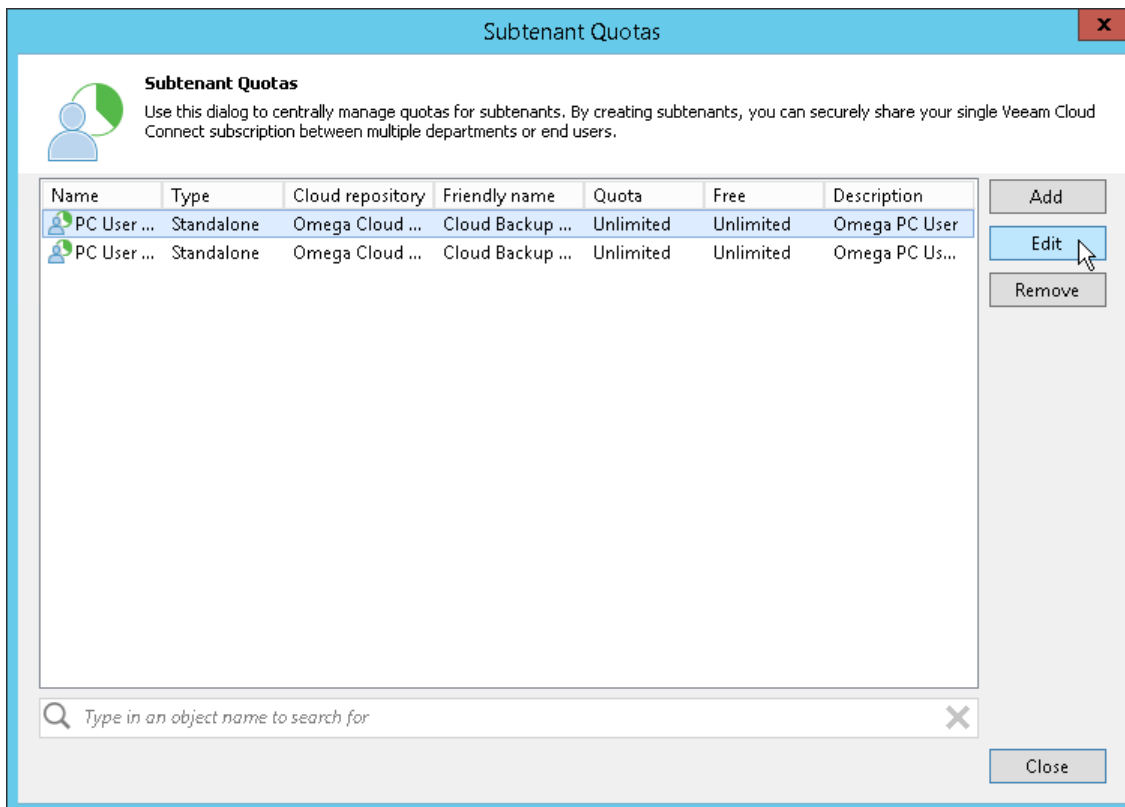 Subtenant Quotas
x
Subtenant Quotas
Use this dialog to centrally manage quotas for subtenants. By creating subtenants, you can securely share your single Veeam Cloud
Connect subscription between multiple departments or end users.
Name Type Cloud repository Friendly name Quota Free Description
PC User ... Standalone Omega Cloud ... Cloud Backup ... Unlimited Unlimited Omega PC User
PC User ... Standalone Omega Cloud ... Cloud Backup ... Unlimited Unlimited Omega PC Us...
Add
Edit
Remove
Type in an object name to search for
Close